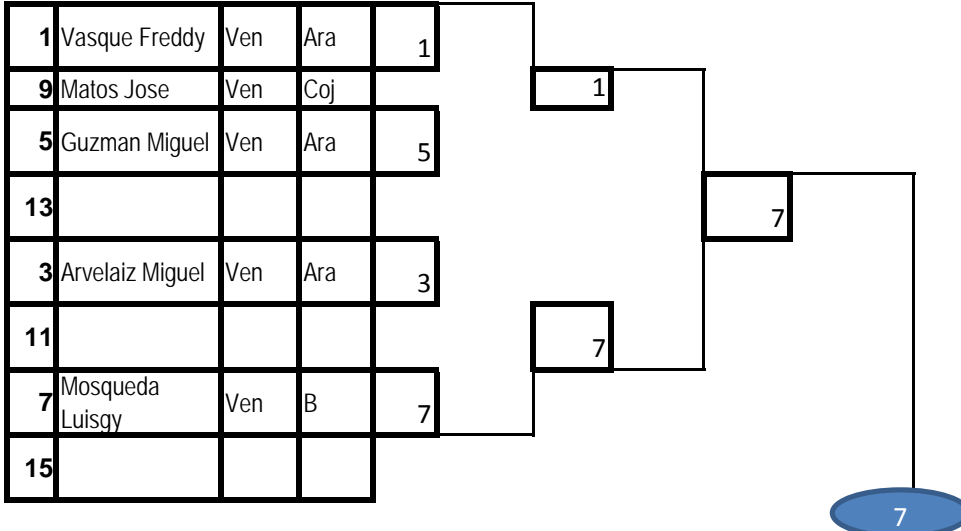 1 Vasque Freddy Ven Ara 1
9 Matos Jose Ven Coj 1
5 Guzman Miguel Ven Ara 5
13 7
3 Arvelaiz Miguel Ven Ara 3
11 7
7 Mosqueda Luisgy Ven B 7
15
7